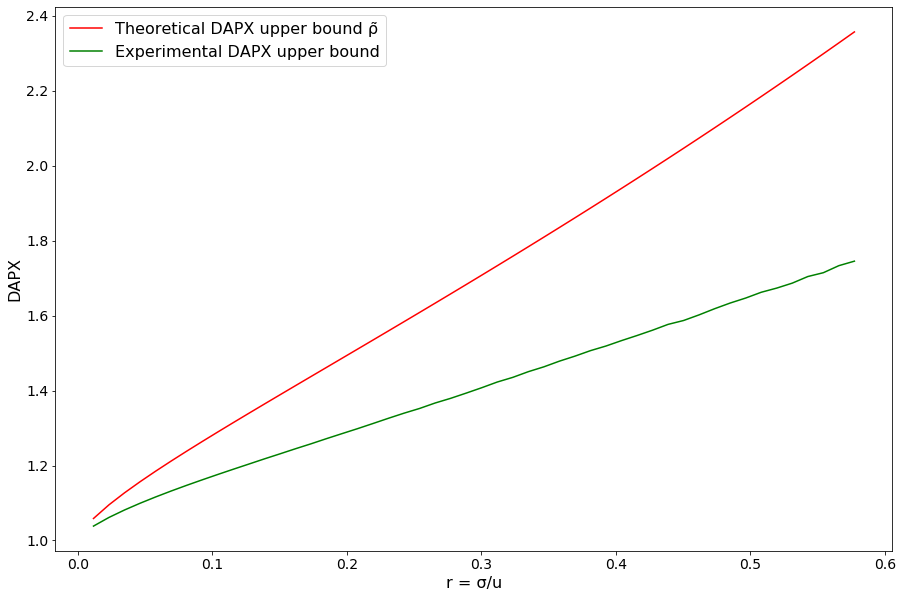 Theoretical DAPX upper bound ρ̃
Experimental DAPX upper bound
2.4
2.2
2.0
1.8
1.6
1.4
1.2
1.0
DAPX
0.0 0.1 0.2 0.3 0.4 0.5 0.6
r = σ/u